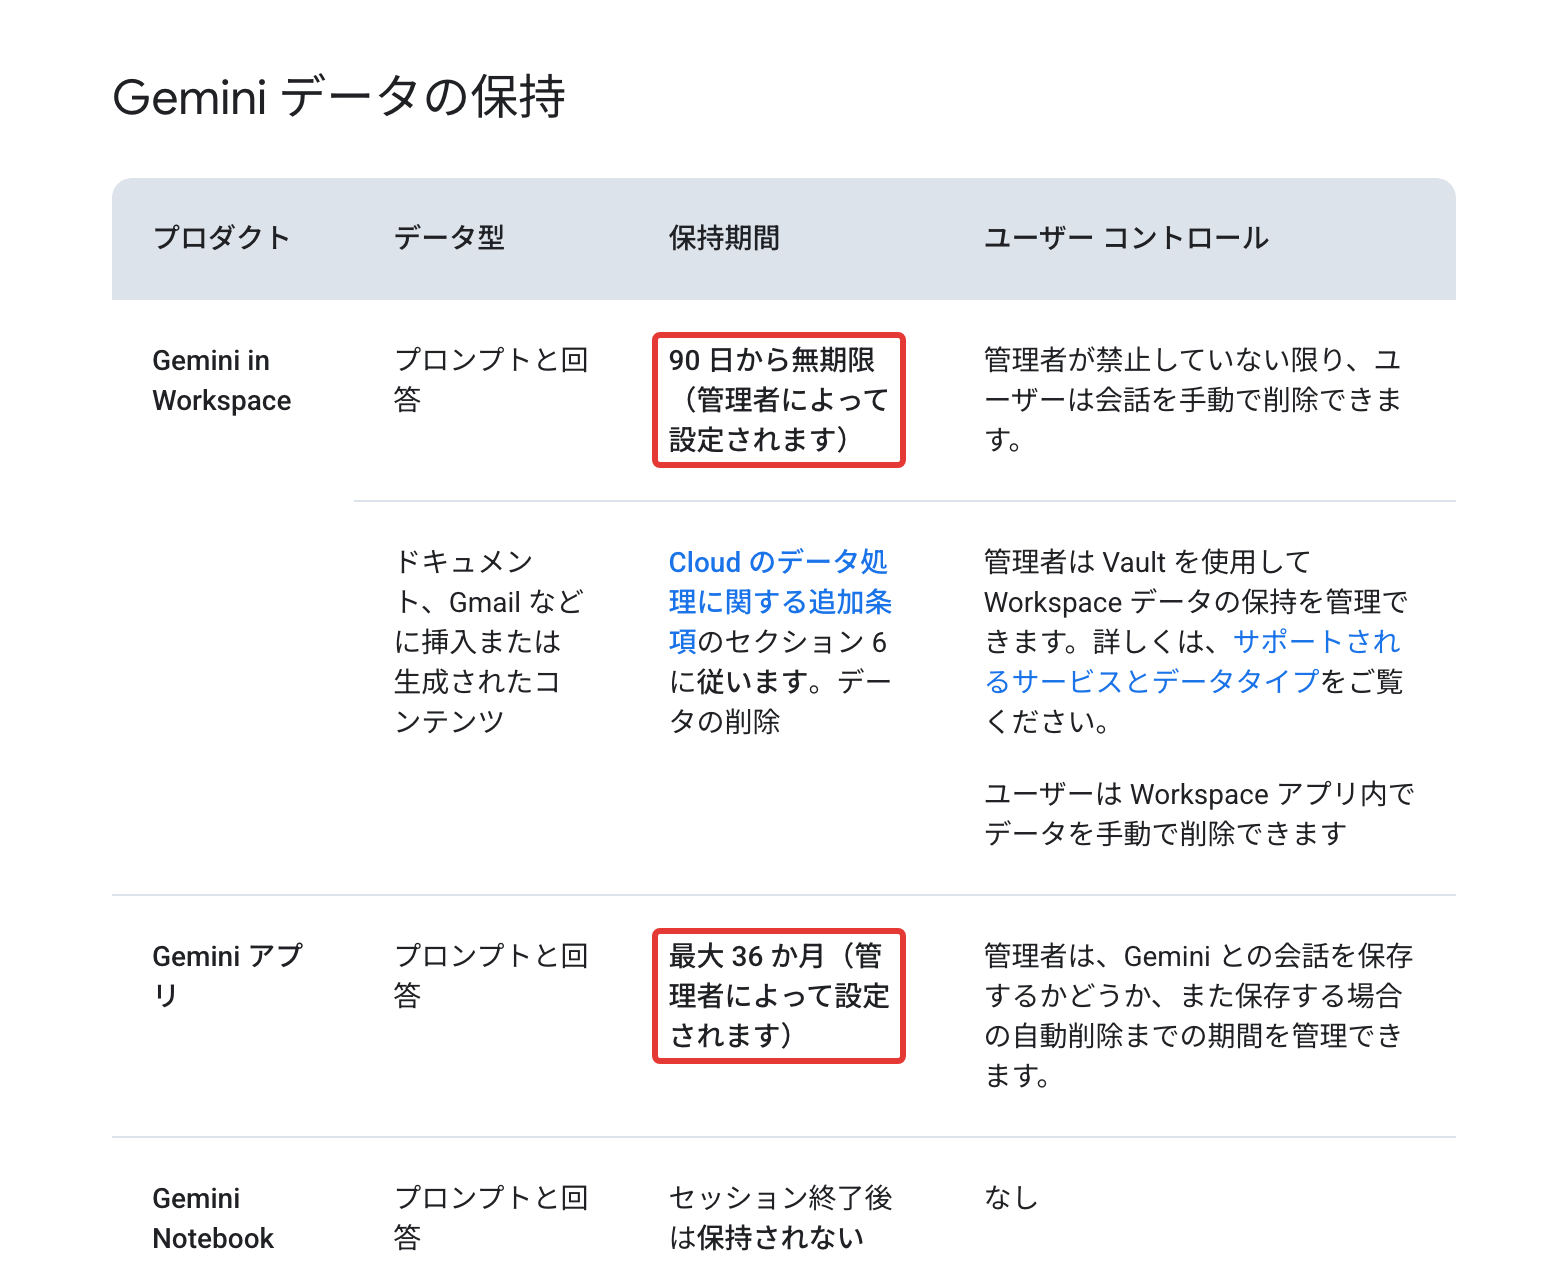 Gemini データの保持
プロダクト
データ型
保持期間
ユーザー コントロール
Gemini in
Workspace
プロンプトと回
答
90 日から無期限
（管理者によって
設定されます）
管理者が禁止していない限り、ユ
ーザーは会話を手動で削除できま
す。
ドキュメン
ト、Gmail など
に挿入または
生成されたコ
ンテンツ
Cloud のデータ処
理に関する追加条
項のセクション 6
に従います。デー
タの削除
管理者は Vault を使用して
Workspace データの保持を管理で
きます。詳しくは、サポートされ
るサービスとデータタイプをご覧
ください。
ユーザーは Workspace アプリ内で
データを手動で削除できます
Gemini アプ
リ
プロンプトと回
答
最大 36 か月（管
理者によって設定
されます）
管理者は、Gemini との会話を保存
するかどうか、また保存する場合
の自動削除までの期間を管理でき
ます。
Gemini
Notebook
プロンプトと回
答
セッション終了後
は保持されない
なし